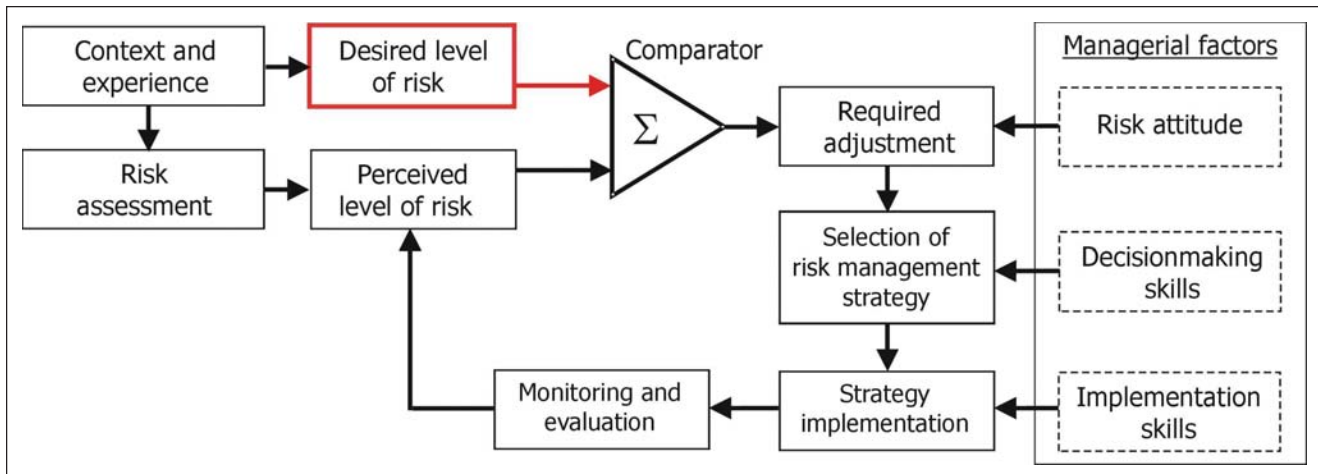 Context and
experience
Desired level
of risk
Comparator
Σ
Managerial factors
Required
adjustment
Risk attitude
Risk
assessment
Perceived
level of risk
Selection of
risk management
strategy
Decisionmaking
skills
Monitoring and
evaluation
Strategy
implementation
Implementation
skills